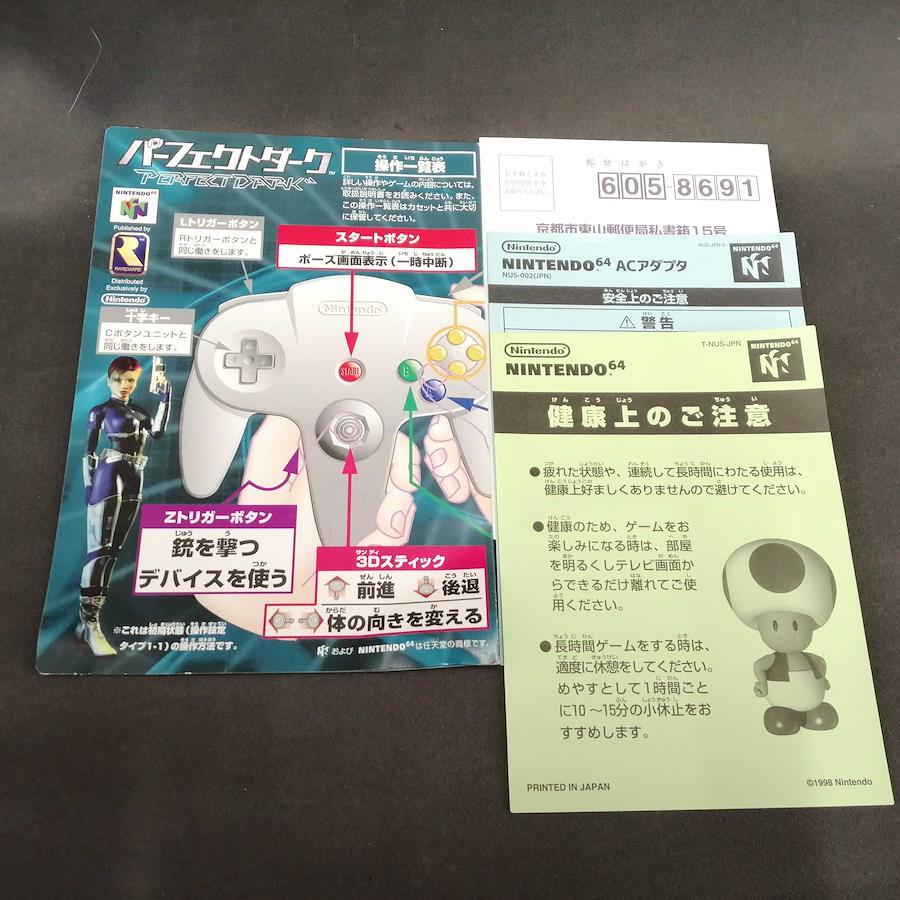 パーフェクトダーク™
PERFECT DARK
操作一覧表
詳しい操作やゲームの内容については、
取扱説明書をお読みください。また、
この操作一覧表はカセットと共に大切
に保管してください。
NINTENDO64
Published by
RAREWARE
Distributed
Exclusively by
Nintendo
Lトリガーボタン
Rトリガーボタンと
同じ働きをします。
スタートボタン
ポーズ画面表示(一時中断)
十字キー
Cボタンユニットと
同じ働きをします。
Nintendo
START
B
A
C
Zトリガーボタン
銃を撃つ
デバイスを使う
3Dスティック
前進
後退
体の向きを変える
※これは初期状態(操作設定
タイプ1-1)の操作方法です。
および NINTENDO64は任天堂の商標です。
郵便はがき
605-8691
京都市東山郵便局私書箱15号
Nintendo
NUS-JPN-3
NINTENDO64 ACアダプタ
NUS-002(JPN)
NINTENDO64
安全上のご注意
⚠警告
Nintendo
T-NUS-JPN
NINTENDO64
NINTENDO64
健康上のご注意
●疲れた状態や、連続して長時間にわたる使用は、
健康上好ましくありませんので避けてください。
●健康のため、ゲームをお
楽しみになる時は、部屋
を明るくしテレビ画面か
らできるだけ離れてご使
用ください。
●長時間ゲームをする時は、
適度に休憩をしてください。
めやすとして1時間ごと
に10〜15分の小休止をお
すすめします。
PRINTED IN JAPAN
©1998 Nintendo